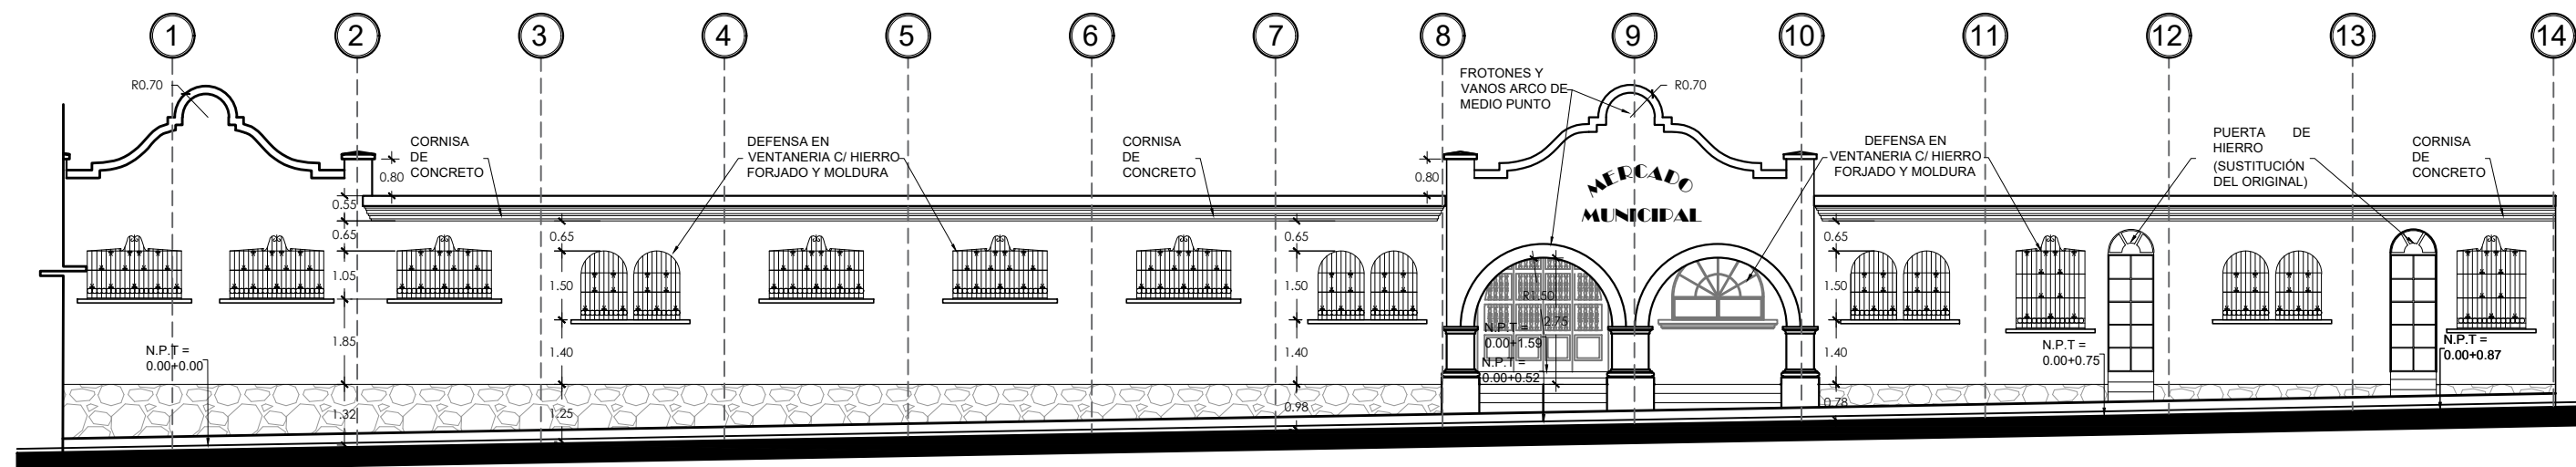 1 2 3 4 5 6 7 8 9 10 11 12 13 14
R0.70
FROTONES Y
VANOS ARCO DE
MEDIO PUNTO
R0.70
CORNISA
DE
CONCRETO
DEFENSA EN
VENTANERIA C/ HIERRO
FORJADO Y MOLDURA
CORNISA
DE
CONCRETO
DEFENSA EN
VENTANERIA C/ HIERRO
FORJADO Y MOLDURA
PUERTA DE
HIERRO
(SUSTITUCIÓN
DEL ORIGINAL)
CORNISA
DE
CONCRETO
0.80
0.80
MERCADO
MUNICIPAL
0.55
0.65
0.65
0.65
0.65
1.05
1.50
1.50
1.50
R1.50
2.75
1.85
1.40
1.40
1.40
N.P.T =
0.00+0.00
N.P.T =
0.00+1.59
N.P.T =
0.00+0.52
N.P.T =
0.00+0.75
N.P.T =
0.00+0.87
1.32
1.25
0.98
0.78